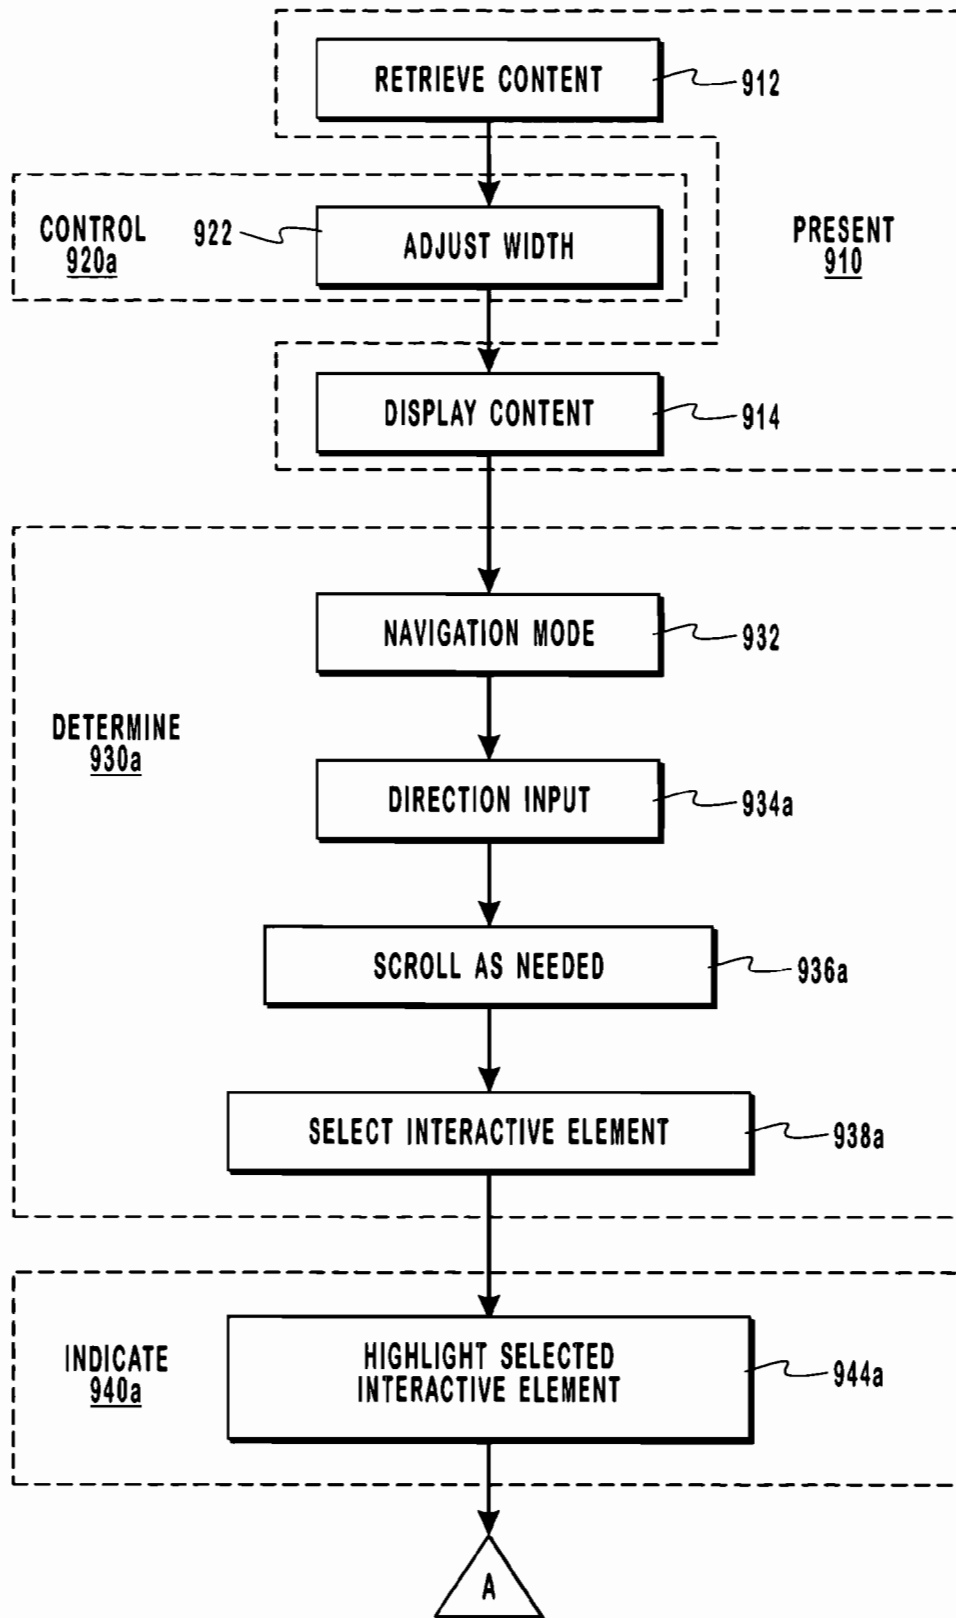 RETRIEVE CONTENT
912
CONTROL
920a
922
ADJUST WIDTH
PRESENT
910
DISPLAY CONTENT
914
NAVIGATION MODE
932
DETERMINE
930a
DIRECTION INPUT
934a
SCROLL AS NEEDED
936a
SELECT INTERACTIVE ELEMENT
938a
INDICATE
940a
HIGHLIGHT SELECTED
INTERACTIVE ELEMENT
944a
A